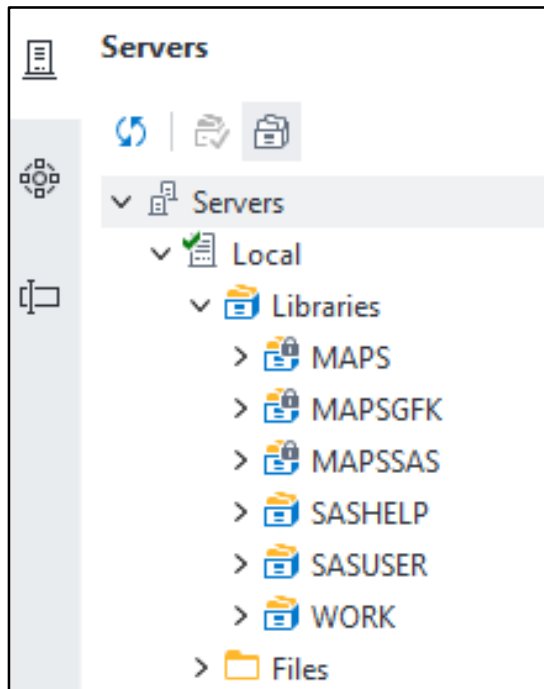 Servers
Servers
Local
Libraries
MAPS
MAPSGFK
MAPSSAS
SASHELP
SASUSER
WORK
Files